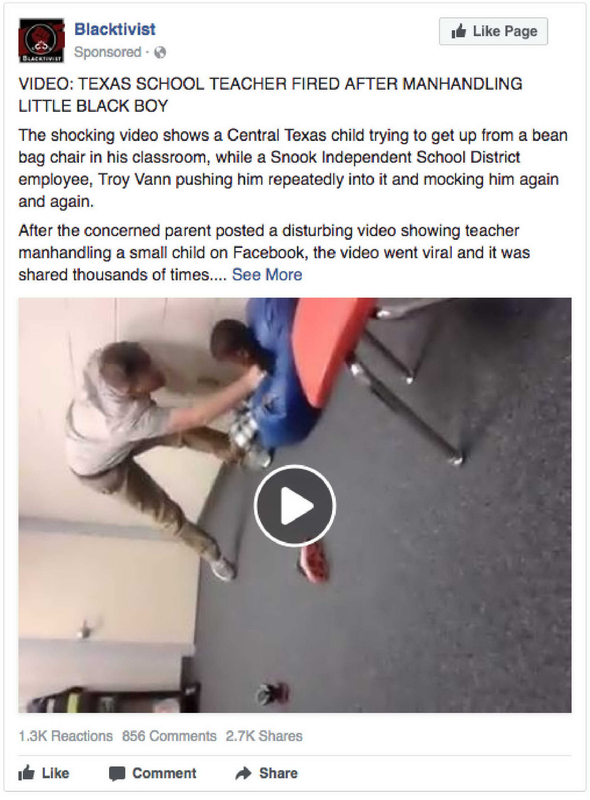 Blacktivist
Like Page
BLACKTIVIST
Sponsored ·
VIDEO: TEXAS SCHOOL TEACHER FIRED AFTER MANHANDLING
LITTLE BLACK BOY
The shocking video shows a Central Texas child trying to get up from a bean
bag chair in his classroom, while a Snook Independent School District
employee, Troy Vann pushing him repeatedly into it and mocking him again
and again.
After the concerned parent posted a disturbing video showing teacher
manhandling a small child on Facebook, the video went viral and it was
shared thousands of times.... See More
1.3K Reactions 856 Comments 2.7K Shares
Like Comment Share